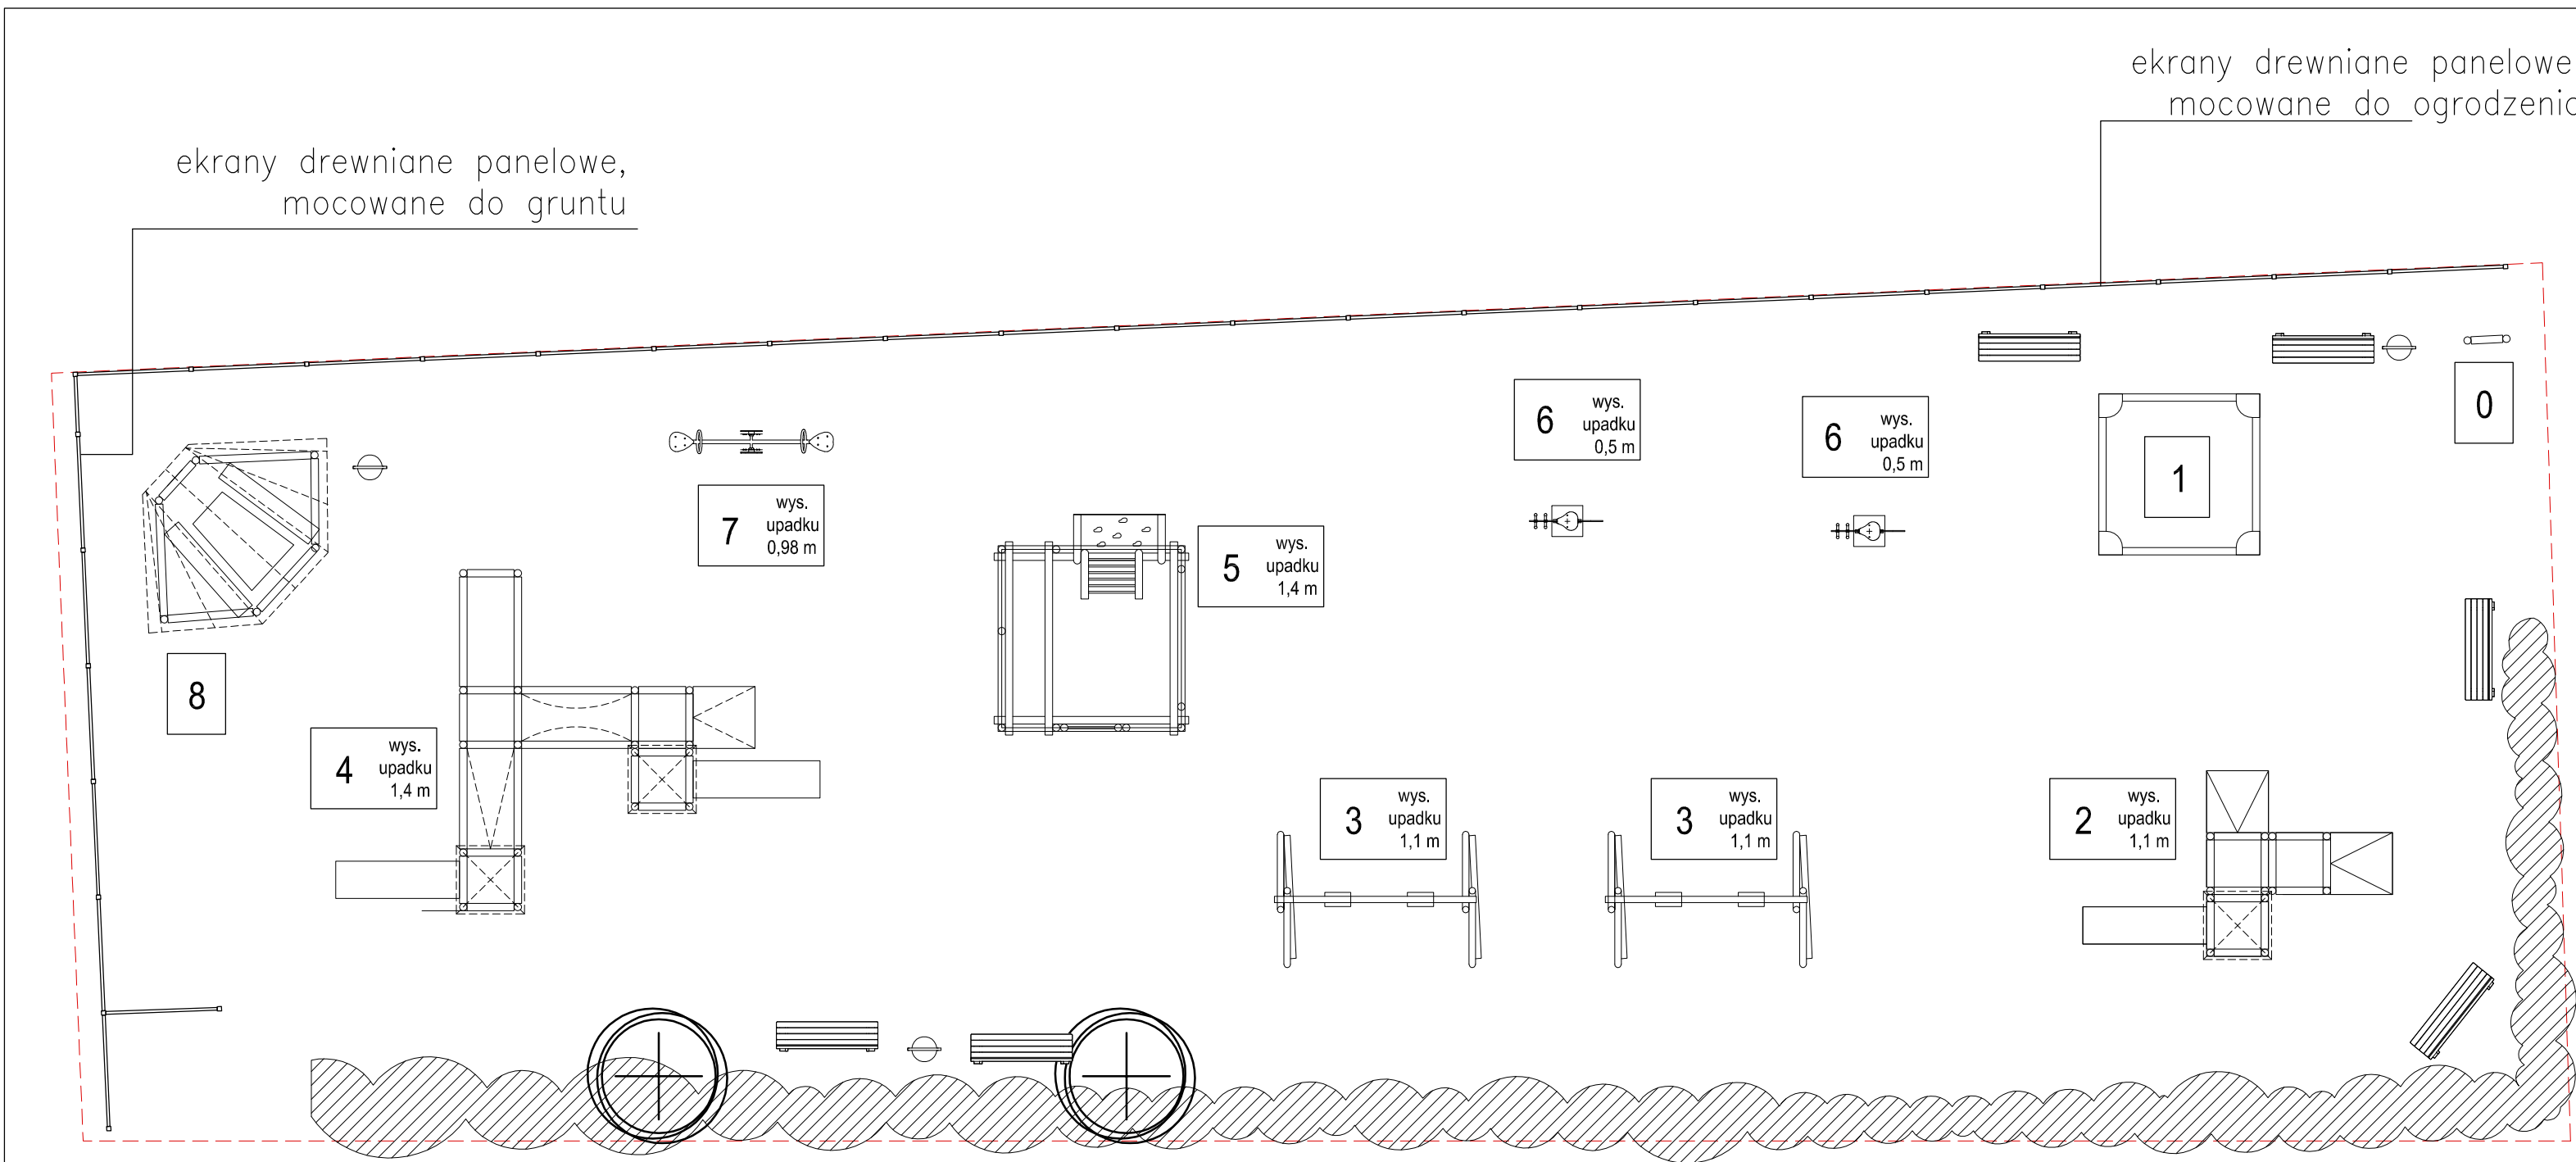 ekrany drewniane panelowe
mocowane do ogrodzenia
ekrany drewniane panelowe,
mocowane do gruntu
0
6
wys.
upadku
0,5 m
6
wys.
upadku
0,5 m
1
7
wys.
upadku
0,98 m
5
wys.
upadku
1,4 m
8
4
wys.
upadku
1,4 m
3
wys.
upadku
1,1 m
3
wys.
upadku
1,1 m
2
wys.
upadku
1,1 m